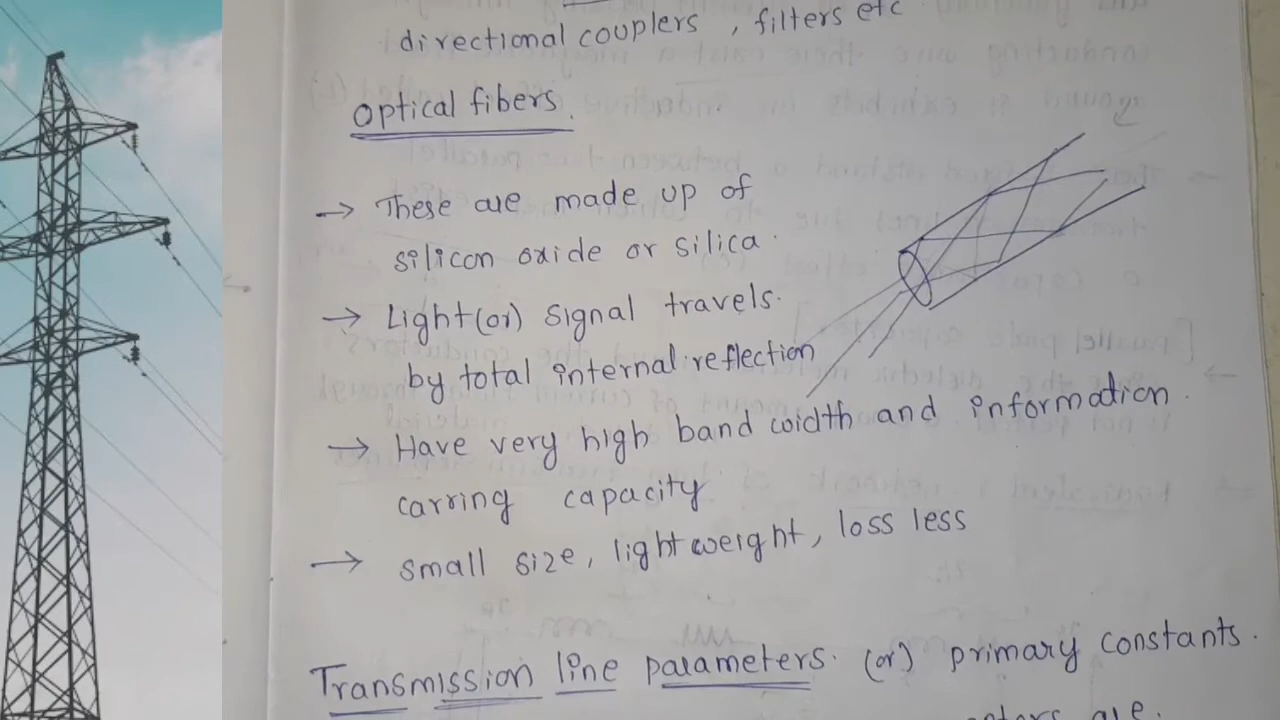 directional couplers , filters etc
Optical fibers.
→ These are made up of
silicon oxide or silica.
→ Light(or) signal travels.
by total internal reflection
→ Have very high band width and information.
carring capacity
→ small size, lightweight, loss less
Transmission line parameters. (or) primary constants.
are.